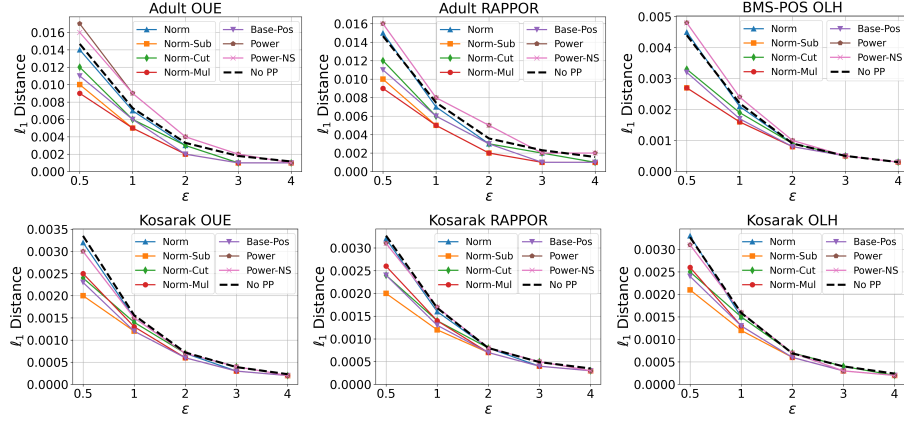 Adult OUE
ℓ1 Distance
0.016
0.014
0.012
0.010
0.008
0.006
0.004
0.002
Norm
Norm-Sub
Norm-Cut
Norm-Mul
Base-Pos
Power
Power-NS
No PP
0.5 1 2 3 4
ε
Adult RAPPOR
ℓ1 Distance
0.016
0.014
0.012
0.010
0.008
0.006
0.004
0.002
0.000
Norm
Norm-Sub
Norm-Cut
Norm-Mul
Base-Pos
Power
Power-NS
No PP
0.5 1 2 3 4
ε
BMS-POS OLH
ℓ1 Distance
0.005
0.004
0.003
0.002
0.001
0.000
Norm
Norm-Sub
Norm-Cut
Norm-Mul
Base-Pos
Power
Power-NS
No PP
0.5 1 2 3 4
ε
Kosarak OUE
ℓ1 Distance
0.0035
0.0030
0.0025
0.0020
0.0015
0.0010
0.0005
0.0000
Norm
Norm-Sub
Norm-Cut
Norm-Mul
Base-Pos
Power
Power-NS
No PP
0.5 1 2 3 4
ε
Kosarak RAPPOR
ℓ1 Distance
0.0030
0.0025
0.0020
0.0015
0.0010
0.0005
0.0000
Norm
Norm-Sub
Norm-Cut
Norm-Mul
Base-Pos
Power
Power-NS
No PP
0.5 1 2 3 4
ε
Kosarak OLH
ℓ1 Distance
0.0030
0.0025
0.0020
0.0015
0.0010
0.0005
0.0000
Norm
Norm-Sub
Norm-Cut
Norm-Mul
Base-Pos
Power
Power-NS
No PP
0.5 1 2 3 4
ε